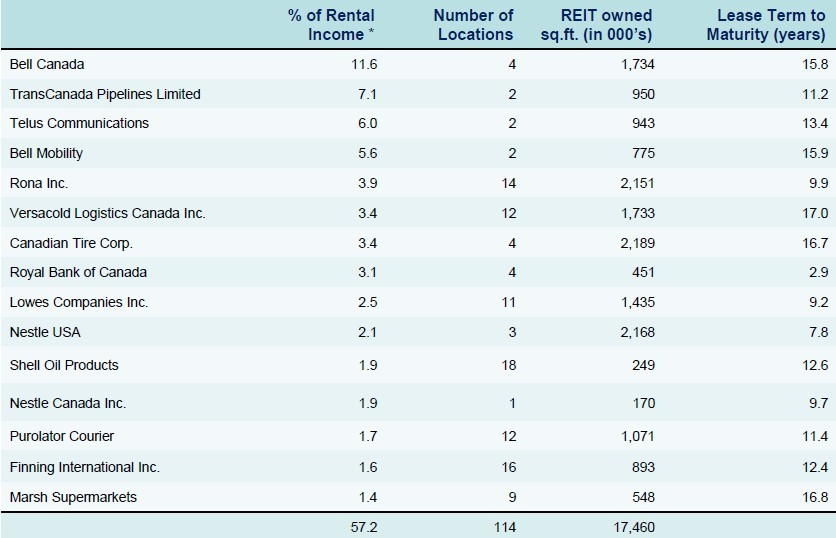 % of Rental Income * Number of Locations REIT owned sq.ft. (in 000's) Lease Term to Maturity (years)
Bell Canada 11.6 4 1,734 15.8
TransCanada Pipelines Limited 7.1 2 950 11.2
Telus Communications 6.0 2 943 13.4
Bell Mobility 5.6 2 775 15.9
Rona Inc. 3.9 14 2,151 9.9
Versacold Logistics Canada Inc. 3.4 12 1,733 17.0
Canadian Tire Corp. 3.4 4 2,189 16.7
Royal Bank of Canada 3.1 4 451 2.9
Lowes Companies Inc. 2.5 11 1,435 9.2
Nestle USA 2.1 3 2,168 7.8
Shell Oil Products 1.9 18 249 12.6
Nestle Canada Inc. 1.9 1 170 9.7
Purolator Courier 1.7 12 1,071 11.4
Finning International Inc. 1.6 16 893 12.4
Marsh Supermarkets 1.4 9 548 16.8
57.2 114 17,460